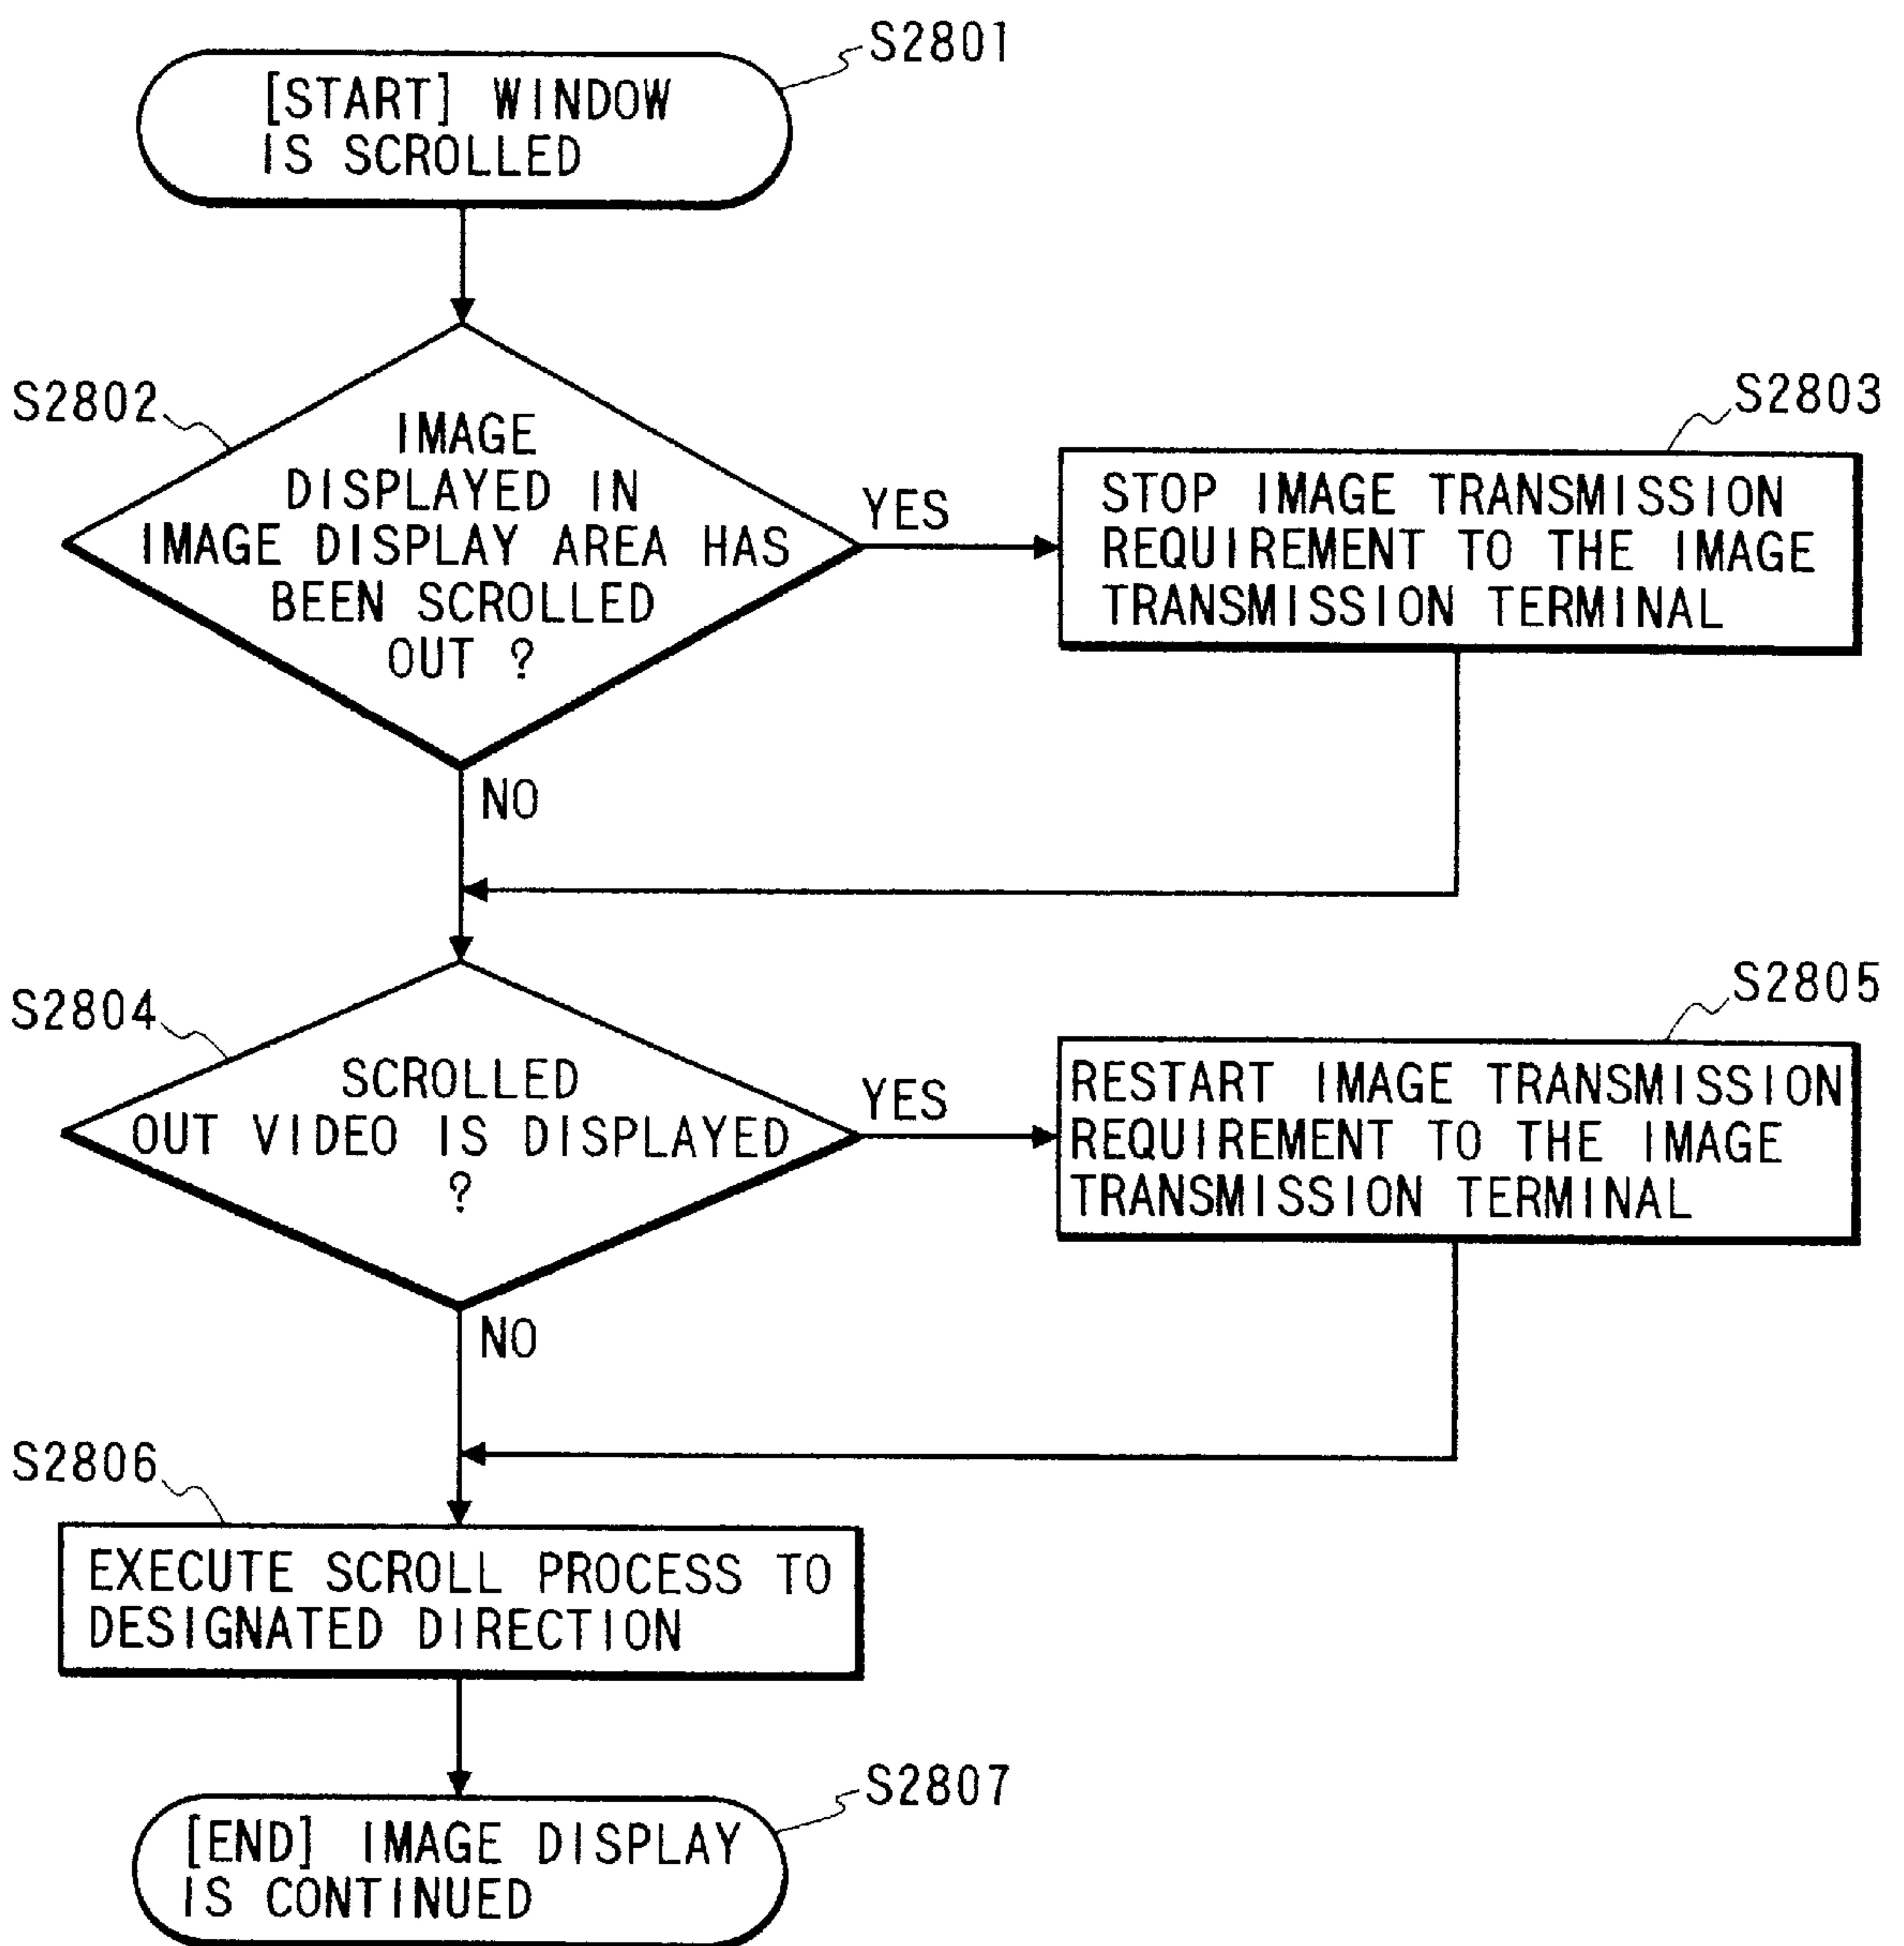 S2801
[START] WINDOW
IS SCROLLED
S2802
IMAGE
DISPLAYED IN
IMAGE DISPLAY AREA HAS
BEEN SCROLLED
OUT ?
YES
S2803
STOP IMAGE TRANSMISSION
REQUIREMENT TO THE IMAGE
TRANSMISSION TERMINAL
NO
S2804
SCROLLED
OUT VIDEO IS DISPLAYED
?
YES
S2805
RESTART IMAGE TRANSMISSION
REQUIREMENT TO THE IMAGE
TRANSMISSION TERMINAL
NO
S2806
EXECUTE SCROLL PROCESS TO
DESIGNATED DIRECTION
S2807
[END] IMAGE DISPLAY
IS CONTINUED